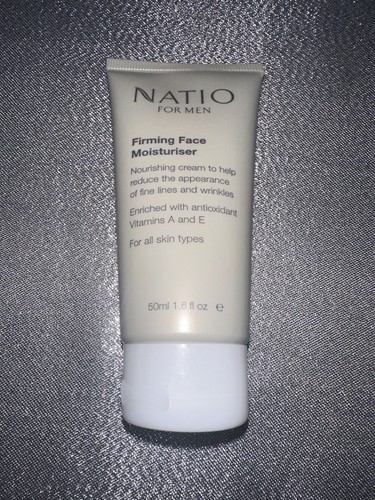 NATIO
FOR MEN
Firming Face
Moisturiser
Nourishing cream to help
reduce the appearance
of fine lines and wrinkles
Enriched with antioxidant
Vitamins A and E
For all skin types
50ml 1.6 fl oz ℮